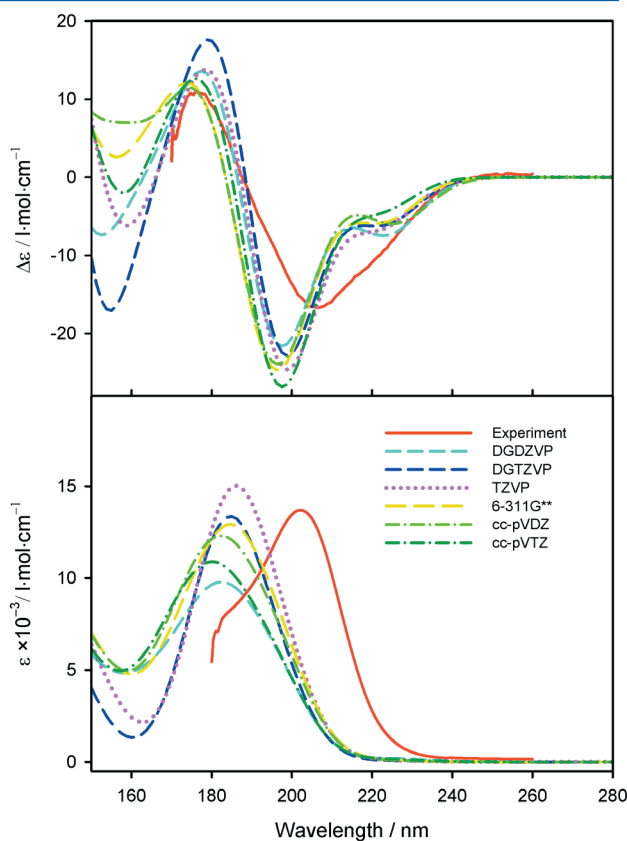 20
10
0
-10
-20
Δε / l·mol·cm⁻¹
15
10
5
0
ε ×10⁻³/ l·mol·cm⁻¹
Experiment
DGDZVP
DGTZVP
TZVP
6-311G**
cc-pVDZ
cc-pVTZ
160 180 200 220 240 260 280
Wavelength / nm